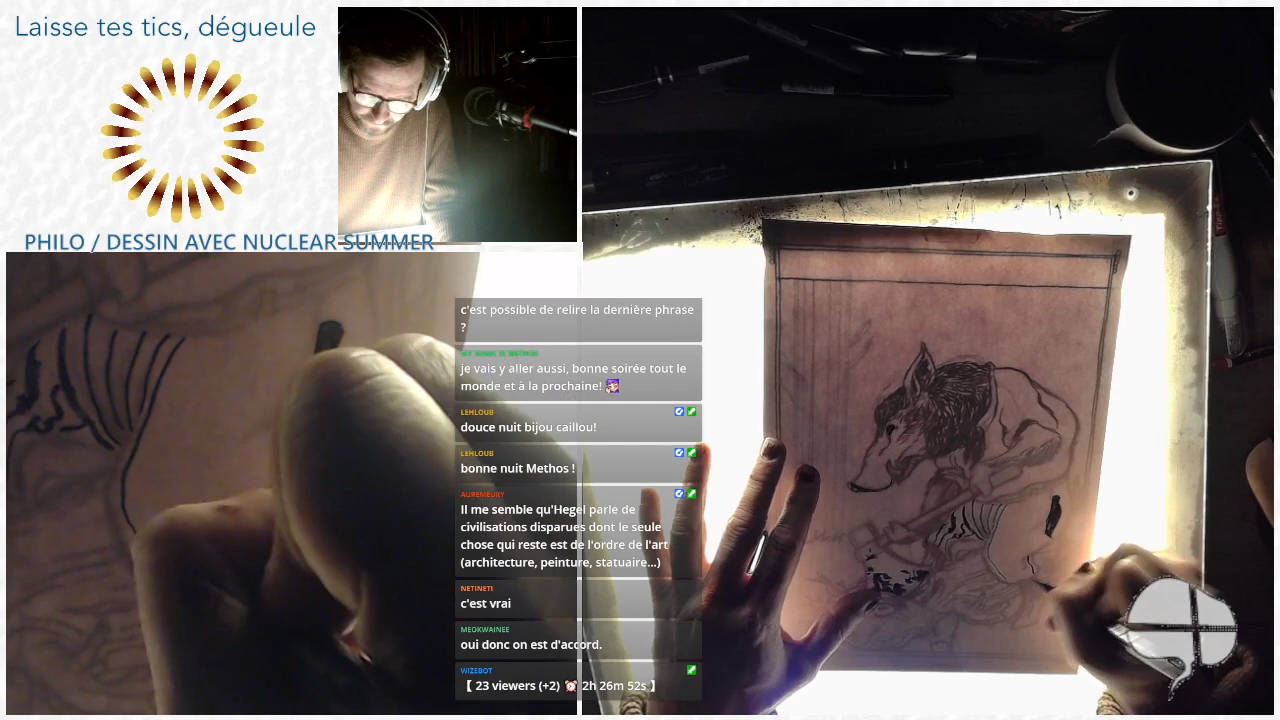 Laisse tes tics, dégueule
PHILO / DESSIN AVEC NUCLEAR SUMMER
c'est possible de relire la dernière phrase
?
je vais y aller aussi, bonne soirée tout le
monde et à la prochaine!
LEHLOUB
douce nuit bijou caillou!
LEHLOUB
bonne nuit Methos !
AUREMEURY
Il me semble qu'Hegel parle de
civilisations disparues dont le seule
chose qui reste est de l'ordre de l'art
(architecture, peinture, statuaire...)
NETINETI
c'est vrai
MEOKWAINEE
oui donc on est d'accord.
WIZEBOT
【 23 viewers (+2) ⏰ 2h 26m 52s 】